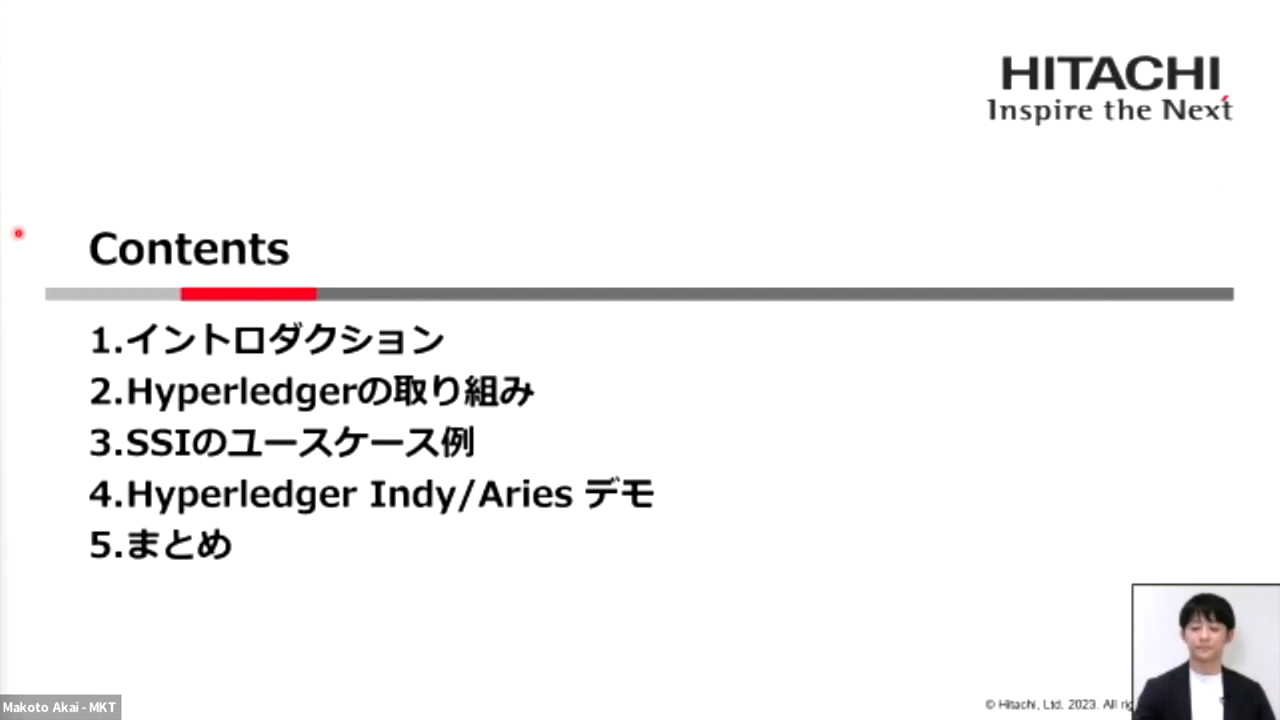 HITACHI
Inspire the Next
Contents
1.イントロダクション
2.Hyperledgerの取り組み
3.SSIのユースケース例
4.Hyperledger Indy/Aries デモ
5.まとめ
© Hitachi, Ltd. 2023. All
Makoto Akai - MKT